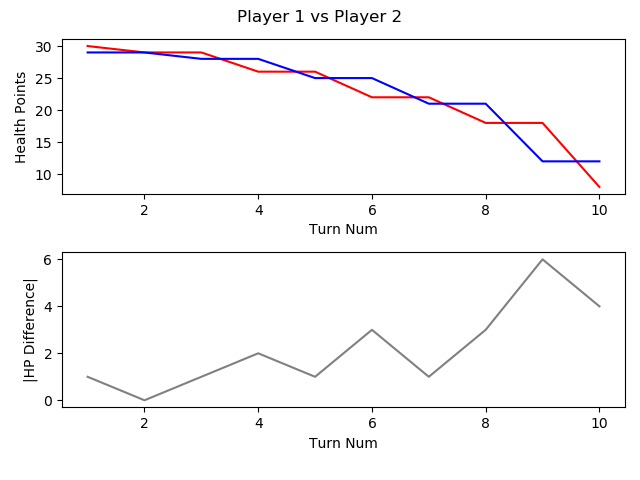 Player 1 vs Player 2
30
25
20
15
10
Health Points
2 4 6 8 10
Turn Num
6
4
2
0
|HP Difference|
2 4 6 8 10
Turn Num